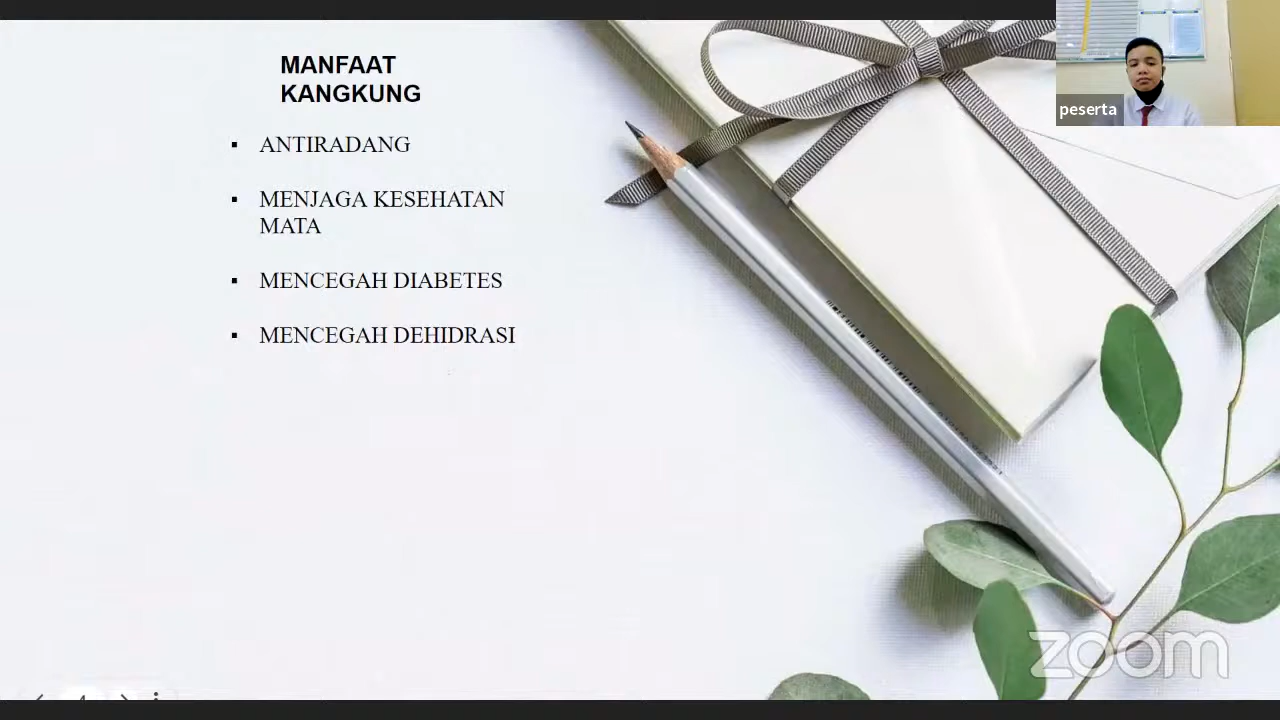 MANFAAT
KANGKUNG
▪ ANTIRADANG
▪ MENJAGA KESEHATAN
MATA
▪ MENCEGAH DIABETES
▪ MENCEGAH DEHIDRASI
peserta
zoom